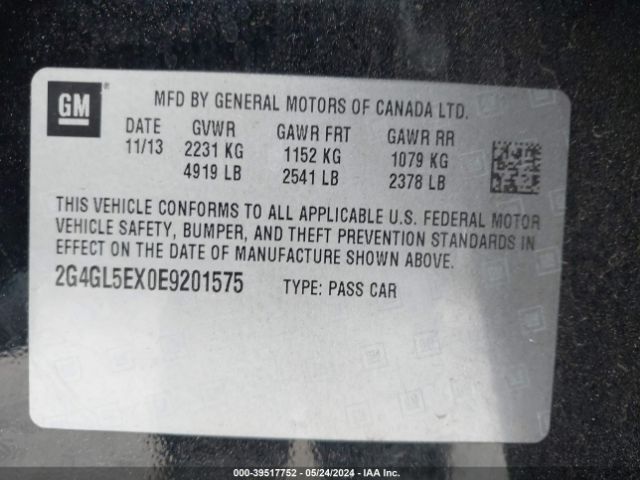 GM
MFD BY GENERAL MOTORS OF CANADA LTD.
DATE GVWR GAWR FRT GAWR RR
11/13 2231 KG 1152 KG 1079 KG
4919 LB 2541 LB 2378 LB
THIS VEHICLE CONFORMS TO ALL APPLICABLE U.S. FEDERAL MOTOR
VEHICLE SAFETY, BUMPER, AND THEFT PREVENTION STANDARDS IN
EFFECT ON THE DATE OF MANUFACTURE SHOWN ABOVE.
2G4GL5EX0E9201575 TYPE: PASS CAR
000-39517752 - 05/24/2024 - IAA Inc.